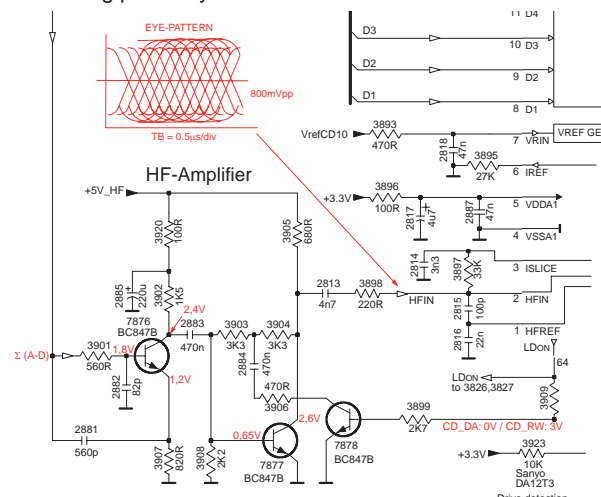 EYE-PATTERN
800mVpp
TB = 0.5µs/div
D4
D3
10 D3
D2
9 D2
D1
8 D1
VrefCD10
3893
470R
2818
47n
7 VRIN
VREF GE
3895
27K
6 IREF
HF-Amplifier
+5V_HF
+3.3V
3896
100R
2817
4u7
2887
47n
5 VDDA1
4 VSSA1
3920
100R
3905
680R
2814
3n3
3897
33K
3 ISLICE
2885
220u
3902
1K5
2813
4n7
3898
220R
HFIN
2815
100p
2 HFIN
2816
22n
1 HFREF
7876
BC847B
2,4V
2883
470n
3903
3K3
3904
3K3
Σ (A-D)
3901
560R
1,8V
2882
82p
1,2V
2884
470n
470R
3906
LDON
64
LDON
to 3826,3827
3909
2881
560p
3907
820R
0,65V
3908
2K2
7877
BC847B
2,6V
7878
BC847B
3899
2K7
CD_DA: 0V / CD_RW: 3V
+3.3V
3923
10K
Sanyo
DA12T3